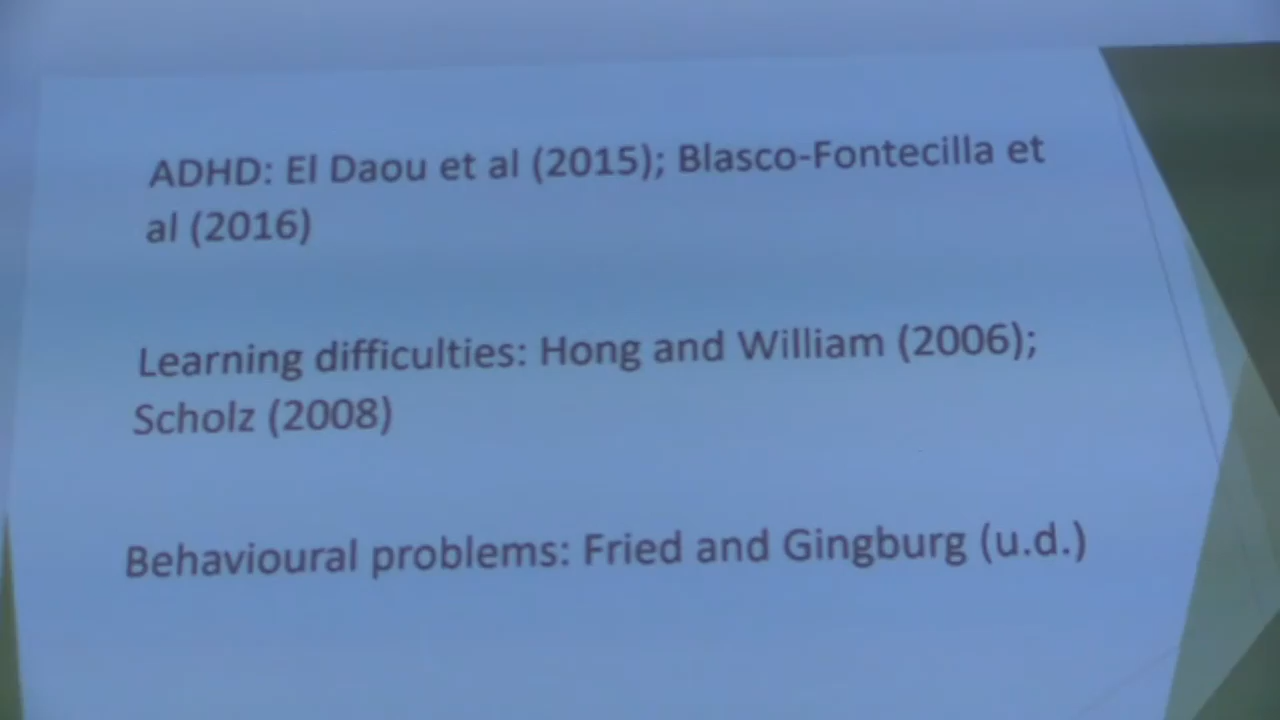 ADHD: El Daou et al (2015); Blasco-Fontecilla et
al (2016)
Learning difficulties: Hong and William (2006);
Scholz (2008)
Behavioural problems: Fried and Gingburg (u.d.)